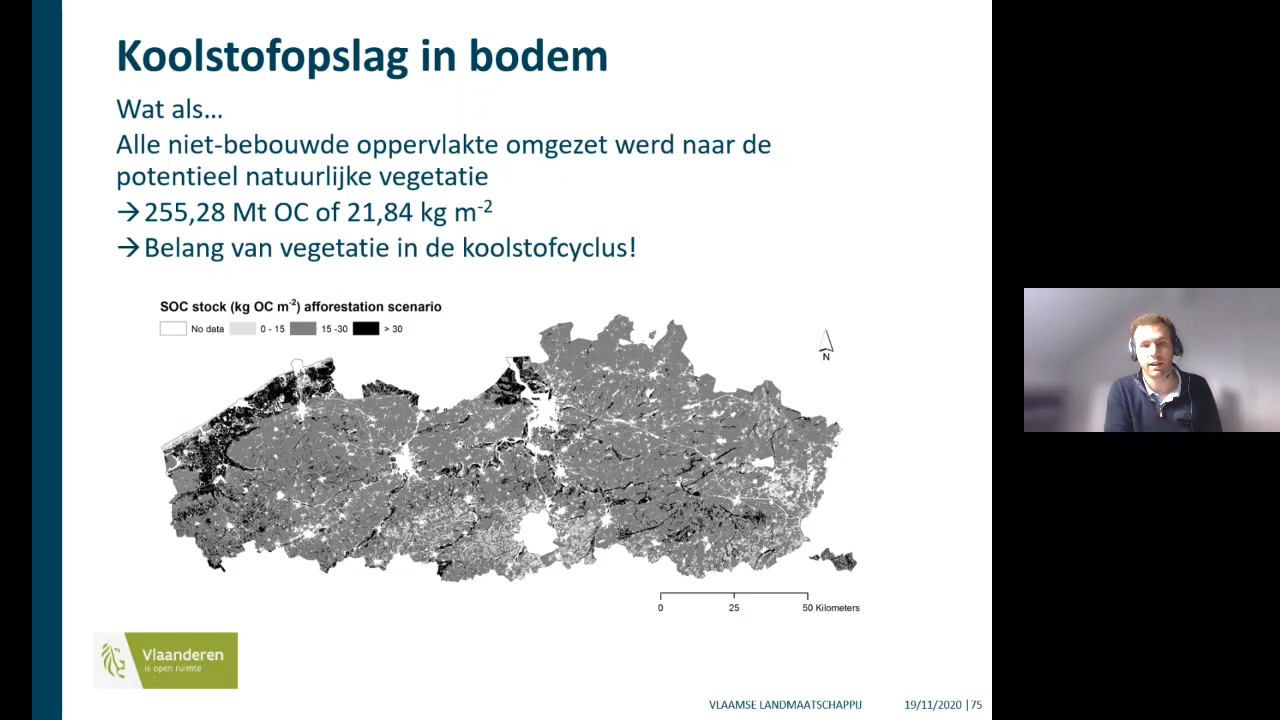 Koolstofopslag in bodem
Wat als…
Alle niet-bebouwde oppervlakte omgezet werd naar de
potentieel natuurlijke vegetatie
→255,28 Mt OC of 21,84 kg m-2
→Belang van vegetatie in de koolstofcyclus!
SOC stock (kg OC m-2) afforestation scenario
No data 0 - 15 15 -30 > 30
N
0 25 50 Kilometers
Vlaanderen
is open ruimte
VLAAMSE LANDMAATSCHAPPIJ 19/11/2020 |75